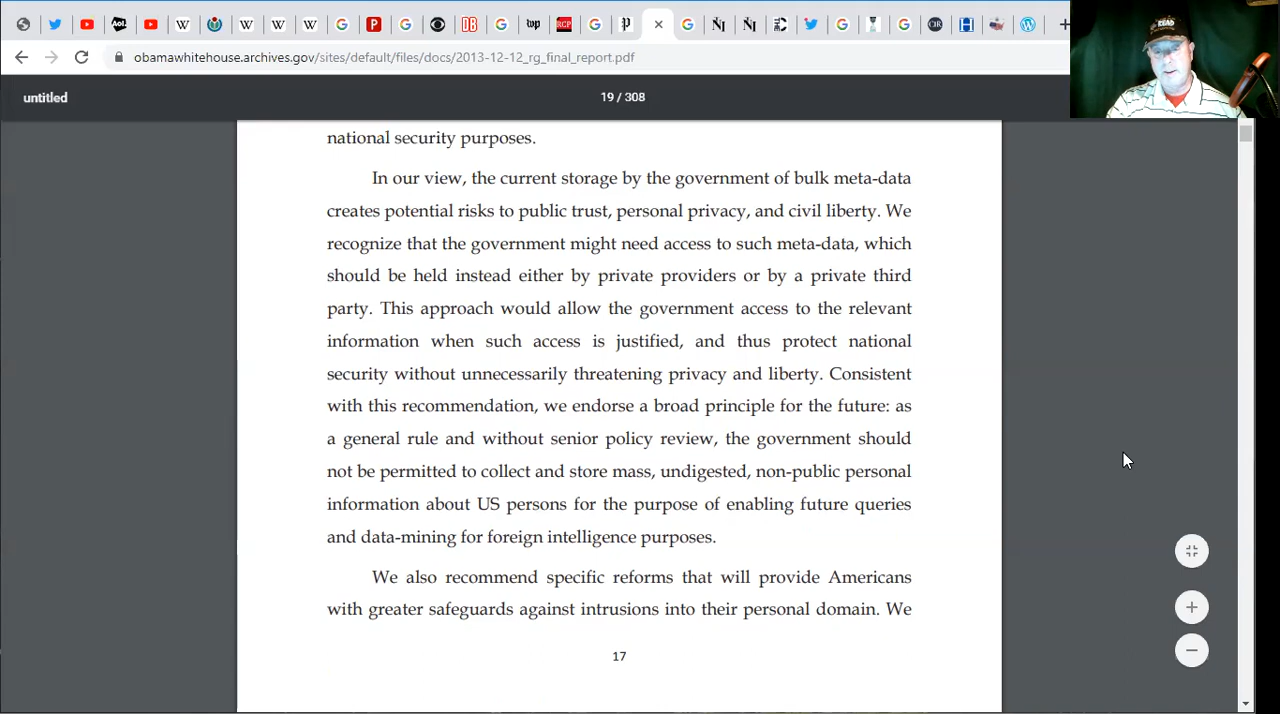 obamawhitehouse.archives.gov/sites/default/files/docs/2013-12-12_rg_final_report.pdf
untitled
19 / 308
national security purposes.
In our view, the current storage by the government of bulk meta-data
creates potential risks to public trust, personal privacy, and civil liberty. We
recognize that the government might need access to such meta-data, which
should be held instead either by private providers or by a private third
party. This approach would allow the government access to the relevant
information when such access is justified, and thus protect national
security without unnecessarily threatening privacy and liberty. Consistent
with this recommendation, we endorse a broad principle for the future: as
a general rule and without senior policy review, the government should
not be permitted to collect and store mass, undigested, non-public personal
information about US persons for the purpose of enabling future queries
and data-mining for foreign intelligence purposes.
We also recommend specific reforms that will provide Americans
with greater safeguards against intrusions into their personal domain. We
17